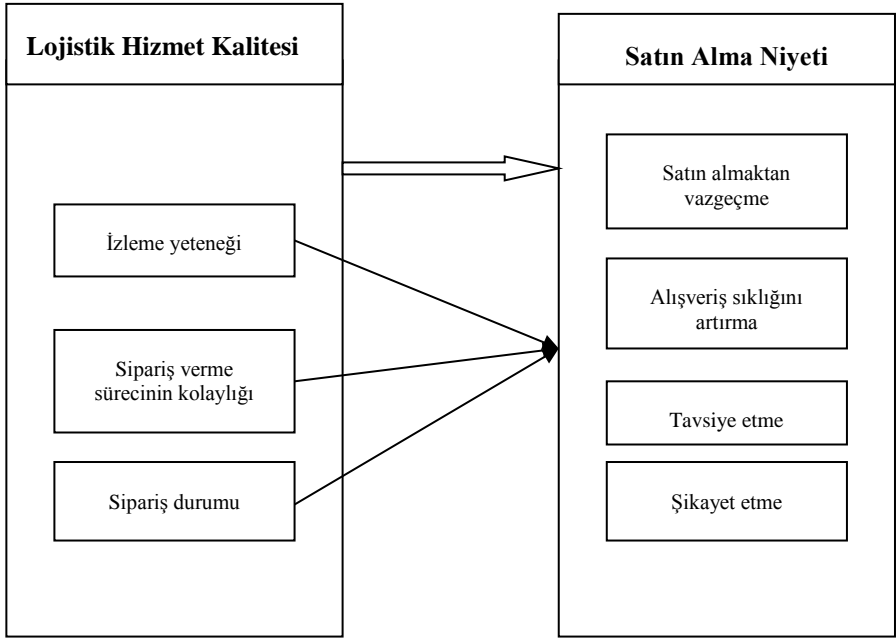 Lojistik Hizmet Kalitesi
İzleme yeteneği
Sipariş verme
sürecinin kolaylığı
Sipariş durumu
Satın Alma Niyeti
Satın almaktan
vazgeçme
Alışveriş sıklığını
artırma
Tavsiye etme
Şikayet etme